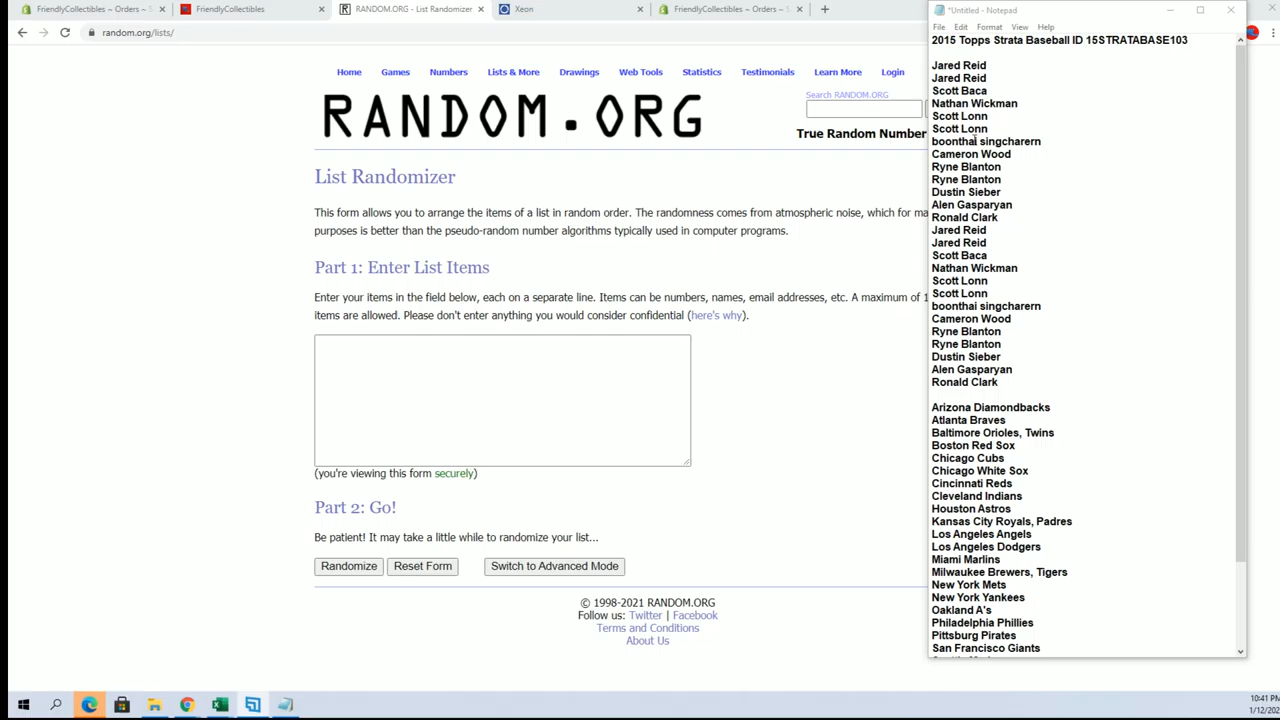 FriendlyCollectibles ~ Orders ~ S
FriendlyCollectibles
RANDOM.ORG - List Randomizer
Xeon
FriendlyCollectibles ~ Orders ~ S
random.org/lists/
Home
Games
Numbers
Lists & More
Drawings
Web Tools
Statistics
Testimonials
Learn More
Login
RANDOM.ORG
Search RANDOM.ORG
True Random Number
List Randomizer
This form allows you to arrange the items of a list in random order. The randomness comes from atmospheric noise, which for ma
purposes is better than the pseudo-random number algorithms typically used in computer programs.
Part 1: Enter List Items
Enter your items in the field below, each on a separate line. Items can be numbers, names, email addresses, etc. A maximum of 1
items are allowed. Please don't enter anything you would consider confidential (here's why).
(you're viewing this form securely)
Part 2: Go!
Be patient! It may take a little while to randomize your list...
Randomize
Reset Form
Switch to Advanced Mode
© 1998-2021 RANDOM.ORG
Follow us: Twitter | Facebook
Terms and Conditions
About Us
*Untitled - Notepad
File Edit Format View Help
2015 Topps Strata Baseball ID 15STRATABASE103
Jared Reid
Jared Reid
Scott Baca
Nathan Wickman
Scott Lonn
Scott Lonn
boonthai singcharern
Cameron Wood
Ryne Blanton
Ryne Blanton
Dustin Sieber
Alen Gasparyan
Ronald Clark
Jared Reid
Jared Reid
Scott Baca
Nathan Wickman
Scott Lonn
Scott Lonn
boonthai singcharern
Cameron Wood
Ryne Blanton
Ryne Blanton
Dustin Sieber
Alen Gasparyan
Ronald Clark
Arizona Diamondbacks
Atlanta Braves
Baltimore Orioles, Twins
Boston Red Sox
Chicago Cubs
Chicago White Sox
Cincinnati Reds
Cleveland Indians
Houston Astros
Kansas City Royals, Padres
Los Angeles Angels
Los Angeles Dodgers
Miami Marlins
Milwaukee Brewers, Tigers
New York Mets
New York Yankees
Oakland A's
Philadelphia Phillies
Pittsburg Pirates
San Francisco Giants
10:41 PM
1/12/202